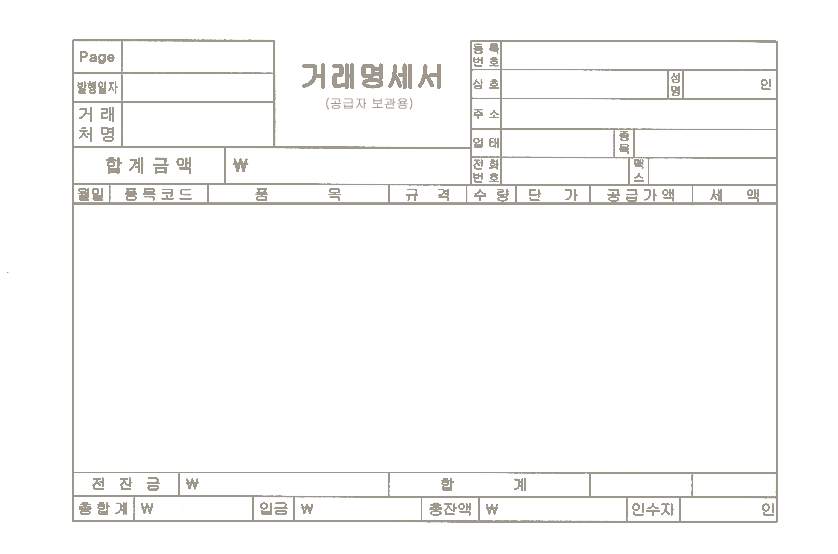 Page
발행일자
거 래
처 명
거래명세서
(공급자 보관용)
등 록
번 호
상 호 성 명 인
주 소
업 태 종 목
전 화
번 호
팩 스
합 계 금 액 ₩
월일 품 목 코 드 품 목 규 격 수 량 단 가 공 급 가 액 세 액
전 잔 금 ₩ 합 계
총 합 계 ₩ 입금 ₩ 총잔액 ₩ 인수자 인